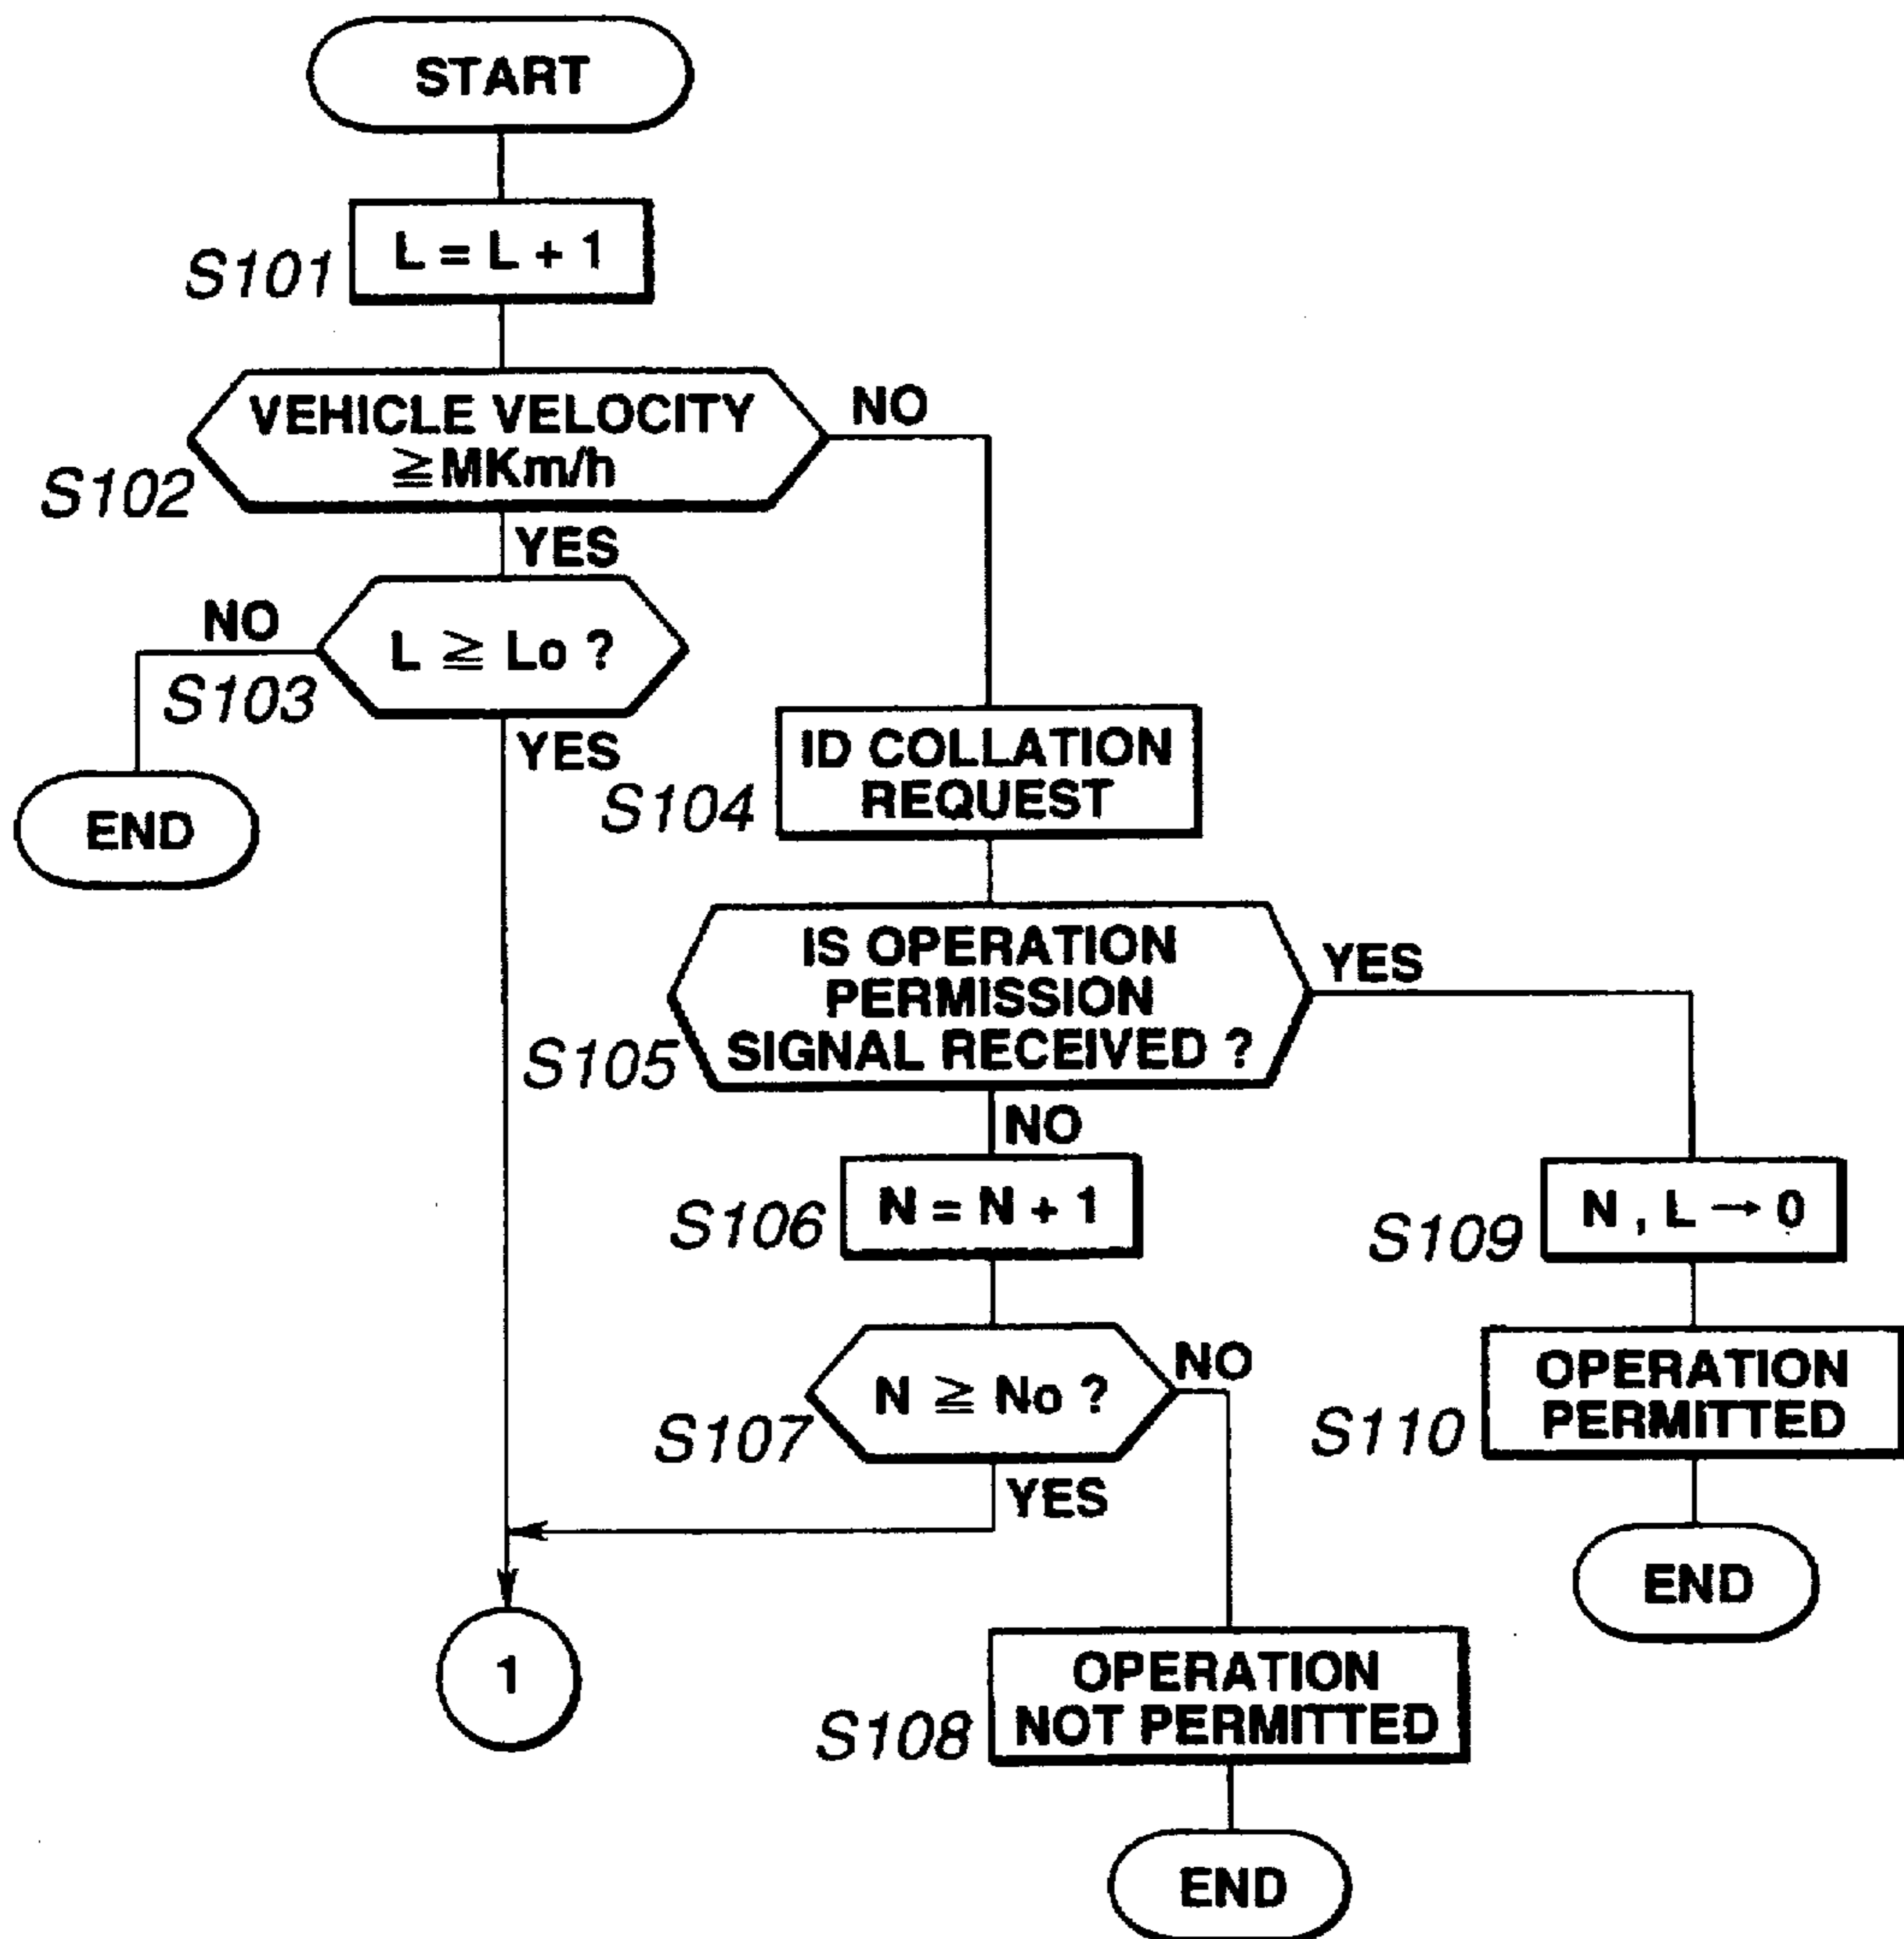 START
L = L + 1
S101
VEHICLE VELOCITY
≧MKm/h
NO
S102
YES
NO
L ≧ Lo ?
S103
YES
END
ID COLLATION
REQUEST
S104
IS OPERATION
PERMISSION
SIGNAL RECEIVED ?
YES
S105
NO
N = N + 1
S106
N , L → 0
S109
N ≧ No ?
NO
S107
YES
OPERATION
PERMITTED
S110
END
1
OPERATION
NOT PERMITTED
S108
END